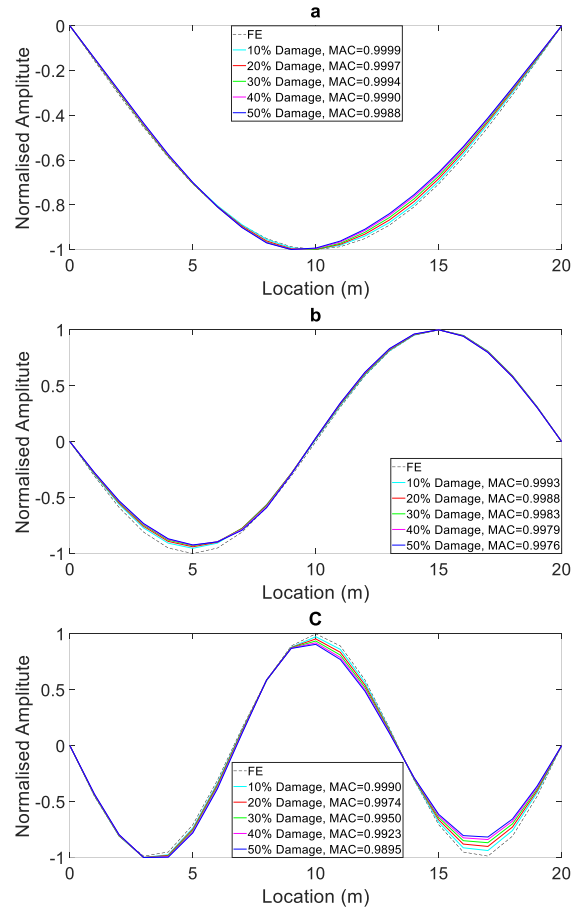 a
0
-0.2
-0.4
-0.6
-0.8
-1
Normalised Amplitude
FE
10% Damage, MAC=0.9999
20% Damage, MAC=0.9997
30% Damage, MAC=0.9994
40% Damage, MAC=0.9990
50% Damage, MAC=0.9988
0 5 10 15 20
Location (m)
b
1
0.5
0
-0.5
-1
Normalised Amplitude
FE
10% Damage, MAC=0.9993
20% Damage, MAC=0.9988
30% Damage, MAC=0.9983
40% Damage, MAC=0.9979
50% Damage, MAC=0.9976
0 5 10 15 20
Location (m)
C
1
0.5
0
-0.5
-1
Normalised Amplitude
FE
10% Damage, MAC=0.9990
20% Damage, MAC=0.9974
30% Damage, MAC=0.9950
40% Damage, MAC=0.9923
50% Damage, MAC=0.9895
0 5 10 15 20
Location (m)